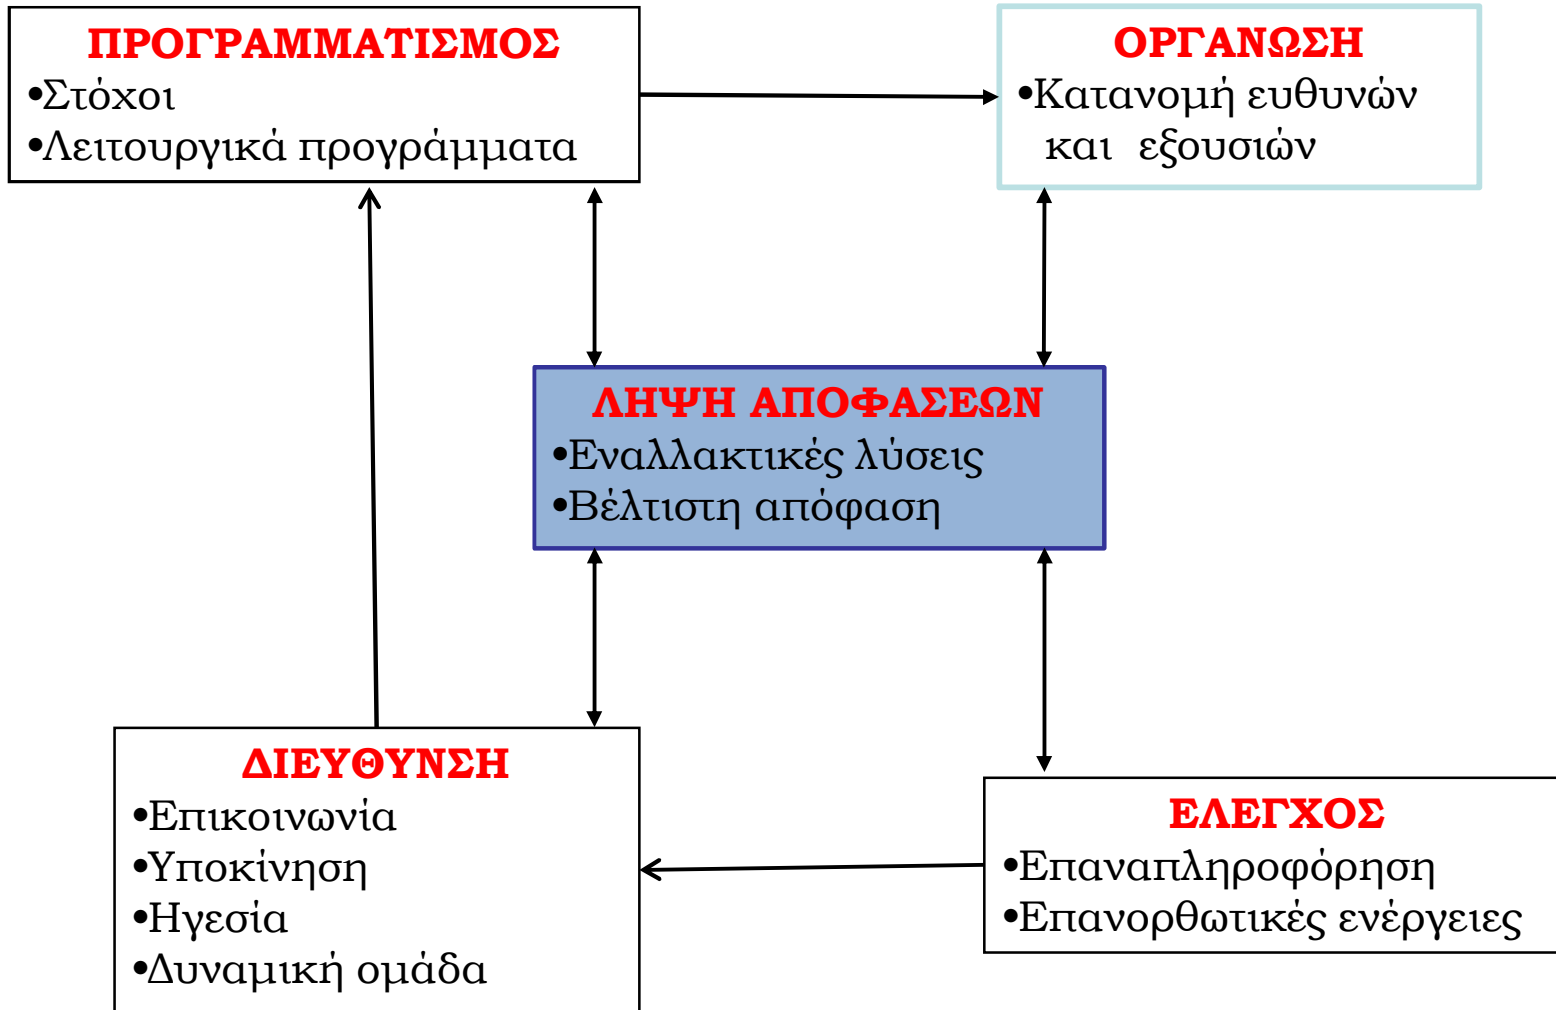 ΠΡΟΓΡΑΜΜΑΤΙΣΜΟΣ
•Στόχοι
•Λειτουργικά προγράμματα
ΟΡΓΑΝΩΣΗ
•Κατανομή ευθυνών
και εξουσιών
ΛΗΨΗ ΑΠΟΦΑΣΕΩΝ
•Εναλλακτικές λύσεις
•Βέλτιστη απόφαση
ΔΙΕΥΘΥΝΣΗ
•Επικοινωνία
•Υποκίνηση
•Ηγεσία
•Δυναμική ομάδα
ΕΛΕΓΧΟΣ
•Επαναπληροφόρηση
•Επανορθωτικές ενέργειες